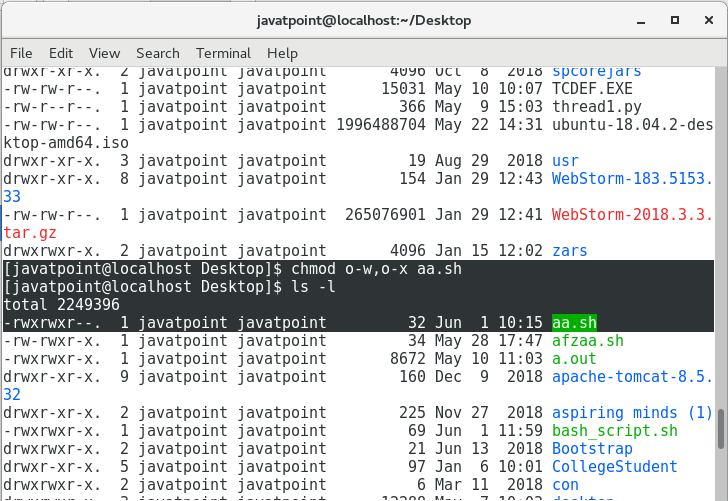 javatpoint@localhost:~/Desktop
File Edit View Search Terminal Help
drwxr-xr-x. 2 javatpoint javatpoint 4096 Oct 8 2018 spcorejars
-rw-rw-r--. 1 javatpoint javatpoint 15031 May 10 10:07 TCDEF.EXE
-rw-r--r--. 1 javatpoint javatpoint 366 May 9 15:03 thread1.py
-rw-rw-r--. 1 javatpoint javatpoint 1996488704 May 22 14:31 ubuntu-18.04.2-des
ktop-amd64.iso
drwxr-xr-x. 3 javatpoint javatpoint 19 Aug 29 2018 usr
drwxr-xr-x. 8 javatpoint javatpoint 154 Jan 29 12:43 WebStorm-183.5153.
33
-rw-rw-r--. 1 javatpoint javatpoint 265076901 Jan 29 12:41 WebStorm-2018.3.3.
tar.gz
drwxrwxr-x. 2 javatpoint javatpoint 4096 Jan 15 12:02 zars
[javatpoint@localhost Desktop]$ chmod o-w,o-x aa.sh
[javatpoint@localhost Desktop]$ ls -l
total 2249396
-rwxrwxr--. 1 javatpoint javatpoint 32 Jun 1 10:15 aa.sh
-rw-rwxr-x. 1 javatpoint javatpoint 34 May 28 17:47 afzaa.sh
-rwxrwxr-x. 1 javatpoint javatpoint 8672 May 10 11:03 a.out
drwxr-xr-x. 9 javatpoint javatpoint 160 Dec 9 2018 apache-tomcat-8.5.
32
drwxr-xr-x. 2 javatpoint javatpoint 225 Nov 27 2018 aspiring minds (1)
-rwxrwxr-x. 1 javatpoint javatpoint 69 Jun 1 11:59 bash_script.sh
drwxr-xr-x. 2 javatpoint javatpoint 21 Jun 13 2018 Bootstrap
drwxr-xr-x. 5 javatpoint javatpoint 97 Jan 6 10:01 CollegeStudent
drwxr-xr-x. 2 javatpoint javatpoint 6 Mar 11 2018 con
javatpoint javatpoint 12288 May 7 desktop